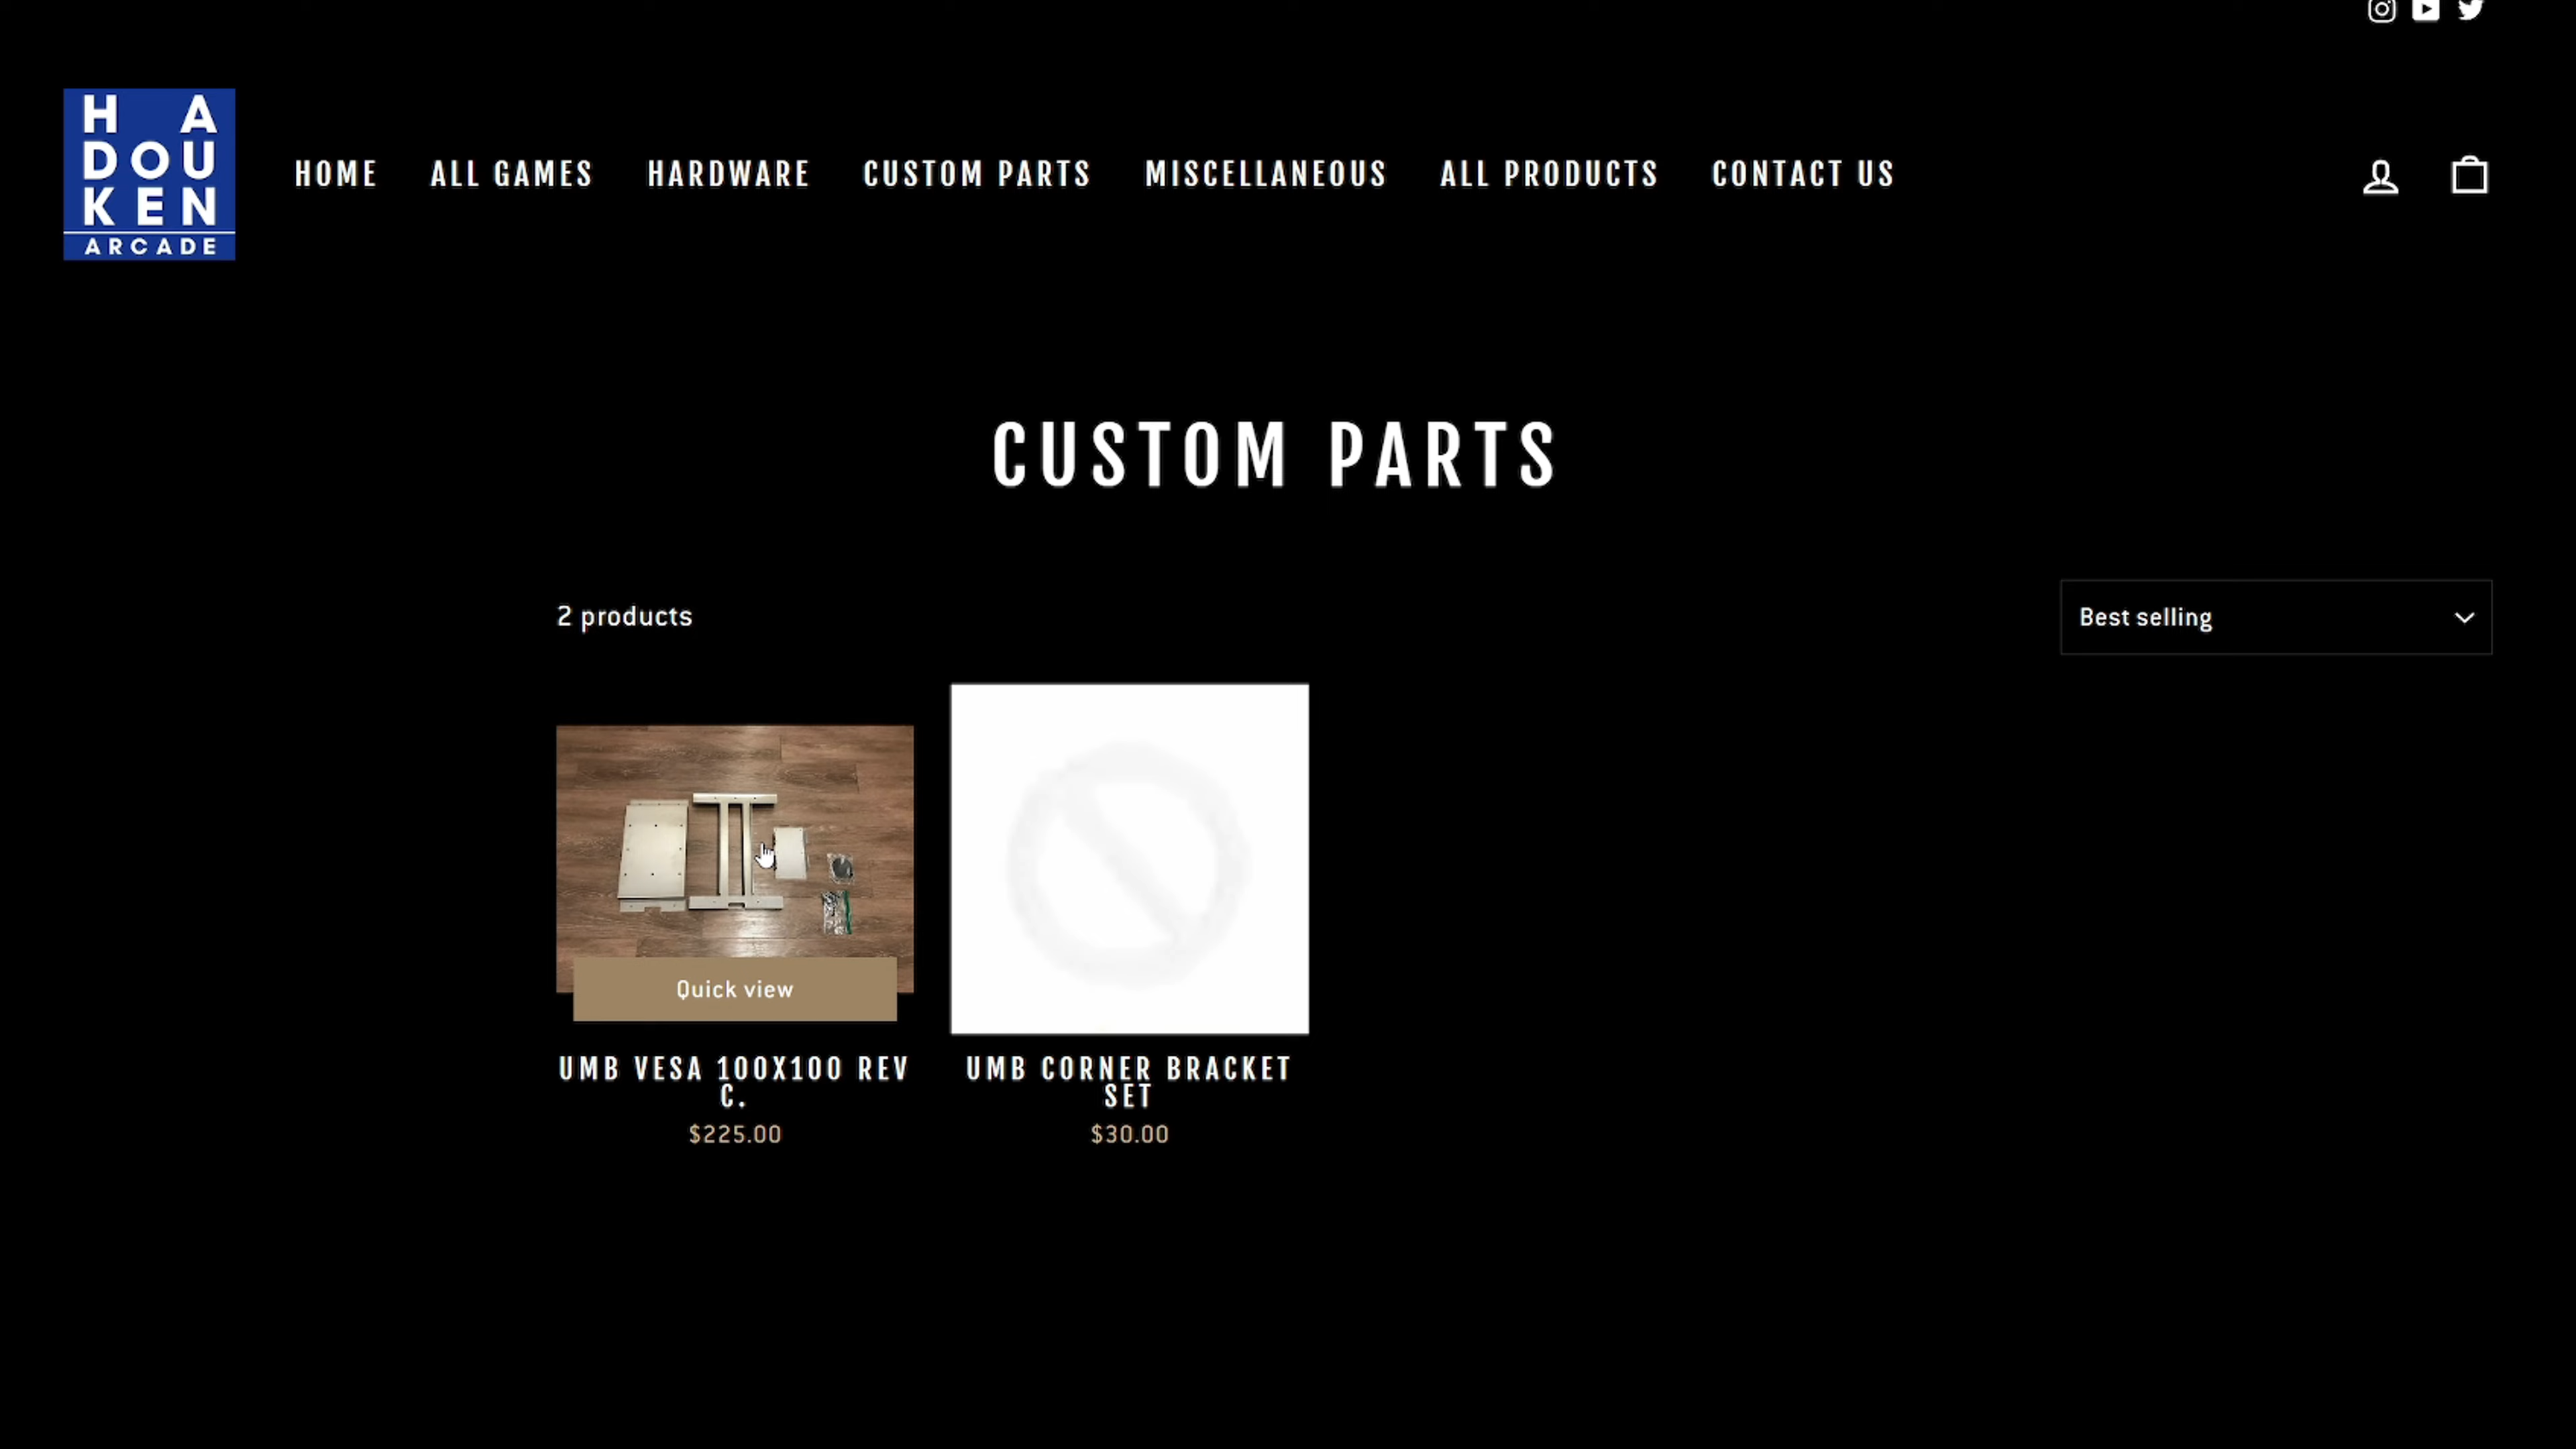 H A
DOU
KEN
ARCADE
HOME ALL GAMES HARDWARE CUSTOM PARTS MISCELLANEOUS ALL PRODUCTS CONTACT US
CUSTOM PARTS
2 products
Best selling
Quick view
UMB VESA 100X100 REV
C.
$225.00
UMB CORNER BRACKET
SET
$30.00